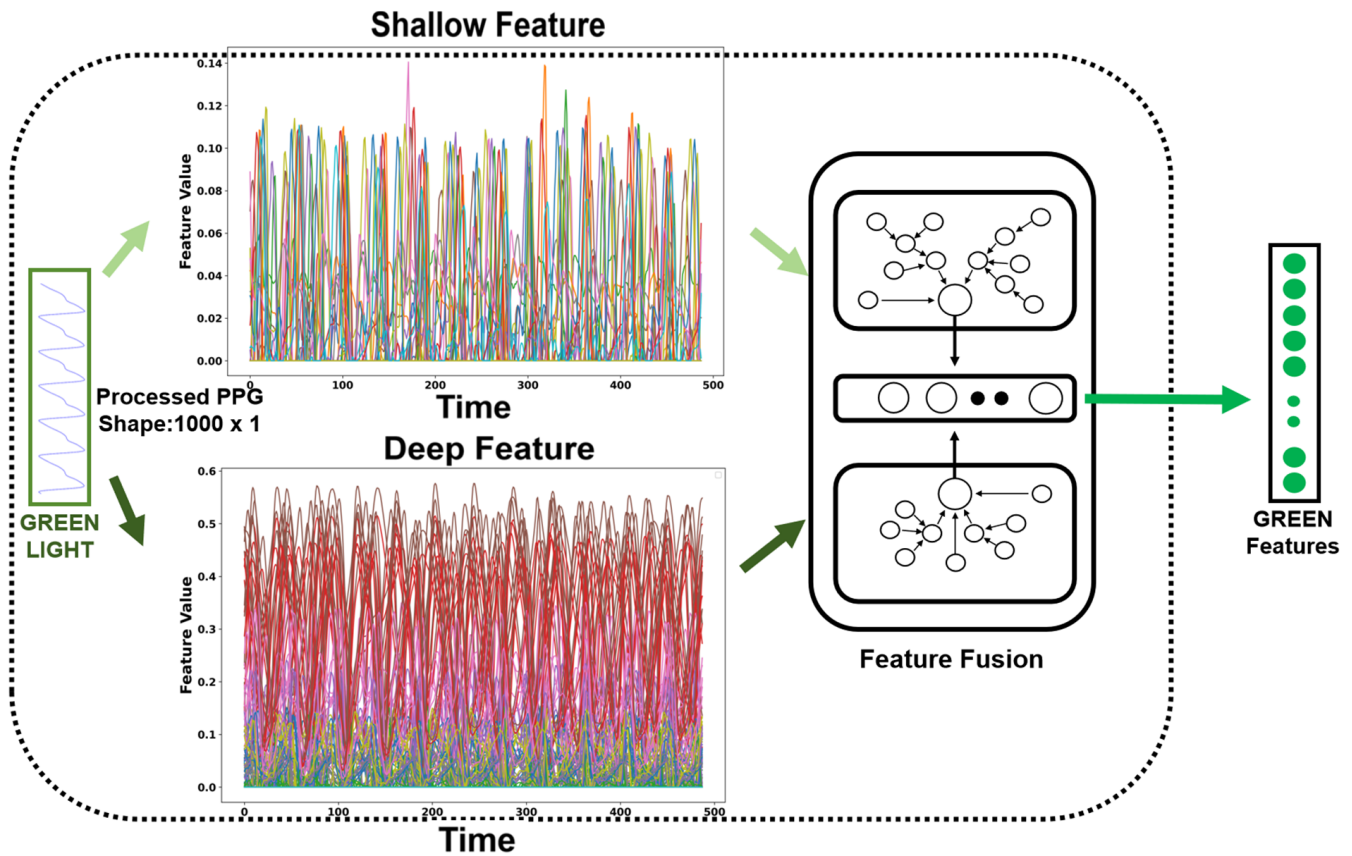 Shallow Feature
0.14
0.12
0.10
0.08
0.06
0.04
0.02
0.00
Feature Value
0 100 200 300 400 500
Time
Processed PPG
Shape:1000 x 1
GREEN
LIGHT
Deep Feature
0.6
0.5
0.4
0.3
0.2
0.1
0.0
Feature Value
0 100 200 300 400 500
Time
Feature Fusion
GREEN
Features